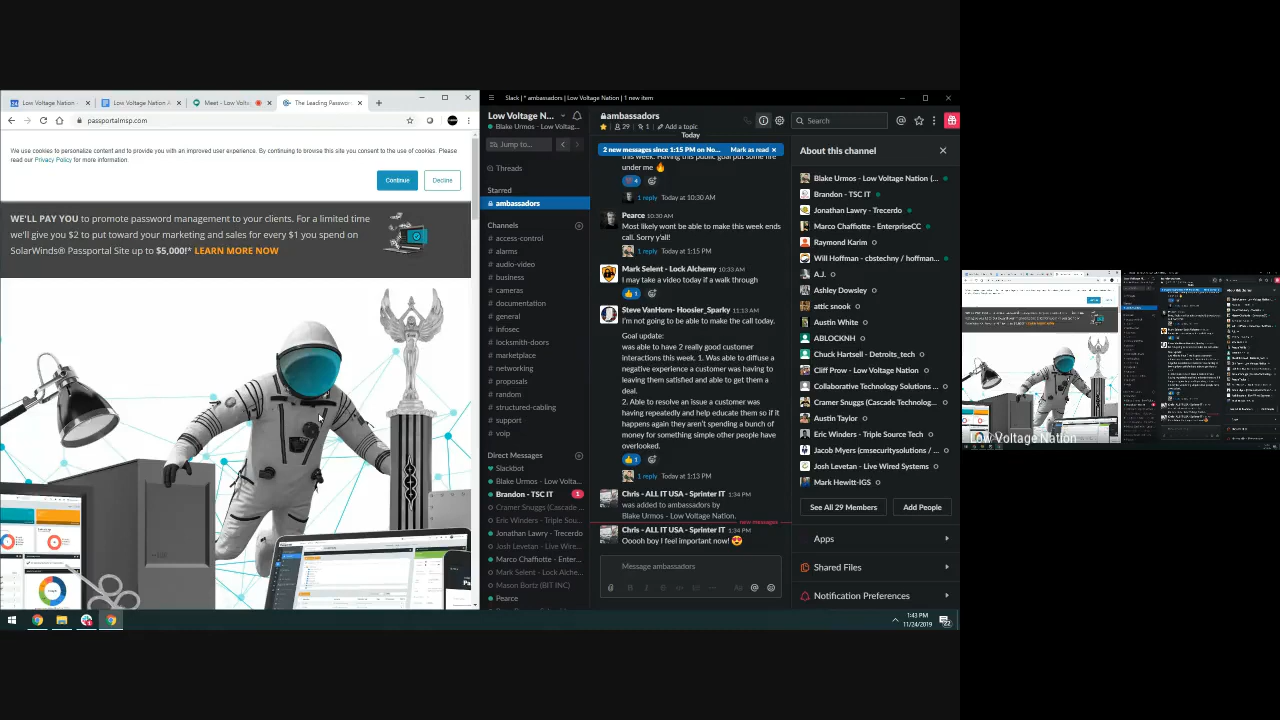 Low Voltage Nation -
Low Voltage Nation A
Meet - Low Volta
The Leading Passwor
passportalmsp.com
We use cookies to personalize content and to provide you with an improved user experience. By continuing to browse this site you consent to the use of cookies. Please
read our Privacy Policy for more information.
Continue
Decline
WE'LL PAY YOU to promote password management to your clients. For a limited time
we'll give you $2 to put toward your marketing and sales for every $1 you spend on
SolarWinds® Passportal Site up to $5,000!* LEARN MORE NOW
Slack | * ambassadors | Low Voltage Nation | 1 new item
Low Voltage N...
Blake Urmos - Low Voltag...
Jump to...
Threads
Starred
ambassadors
Channels
# access-control
# alarms
# audio-video
# business
# cameras
# documentation
# general
# infosec
# locksmith-doors
# marketplace
# networking
# proposals
# random
# structured-cabling
# support
# voip
Direct Messages
Slackbot
Blake Urmos - Low Volta...
Brandon - TSC IT 1
Cramer Snuggs (Cascade ...
Eric Winders - Triple Sou...
Jonathan Lawry - Trecerdo
Josh Levetan - Live Wire...
Marco Chaffiotte - Enter...
Mark Selent - Lock Alche...
Mason Bortz (BIT INC)
Pearce
ambassadors
29 1 Add a topic
Search
Today
2 new messages since 1:15 PM on No... Mark as read
this week. Having this public goal put some fire
under me
4
1 reply Today at 10:30 AM
Pearce 10:30 AM
Most likely wont be able to make this week ends
call. Sorry y'all!
1 reply Today at 1:15 PM
Mark Selent - Lock Alchemy 10:33 AM
I may take a video tour if a walk through
1
Steve VanHorn- Hoosier_Sparky 11:13 AM
I'm not going to be able to make the call today.
Goal update:
was able to have 2 really good customer
interactions this week. 1. Was able to diffuse a
negative experience a customer was having to
leaving them satisfied and able to get them a
deal.
2. Able to resolve an issue a customer was
having repeatedly and help educate them so if it
happens again they aren't spending a bunch of
money for something simple other people have
overlooked.
1
1 reply Today at 1:13 PM
Chris - ALL IT USA - Sprinter IT 1:34 PM
was added to ambassadors by
Blake Urmos - Low Voltage Nation.
new messages
Chris - ALL IT USA - Sprinter IT 1:34 PM
Ooooh boy I feel important now!
Message ambassadors
About this channel
Blake Urmos - Low Voltage Nation (...
Brandon - TSC IT
Jonathan Lawry - Trecerdo
Marco Chaffiotte - EnterpriseCC
Raymond Karim
Will Hoffman - cbstechny / hoffman...
A.J.
Ashley Dowsley
attic snook
Austin White
ABLOCKNH
Chuck Hartsell - Detroits_tech
Cliff Prow - Low Voltage Nation
Collaborative Technology Solutions ...
Cramer Snuggs (Cascade Technolog...
Austin Taylor
Eric Winders - Triple Source Tech
Jacob Myers (cmsecuritysolutions / ...
Josh Levetan - Live Wired Systems
Mark Hewitt-IGS
See All 29 Members
Add People
Apps
Shared Files
Notification Preferences
1:43 PM
11/24/2019
Low Voltage Nation